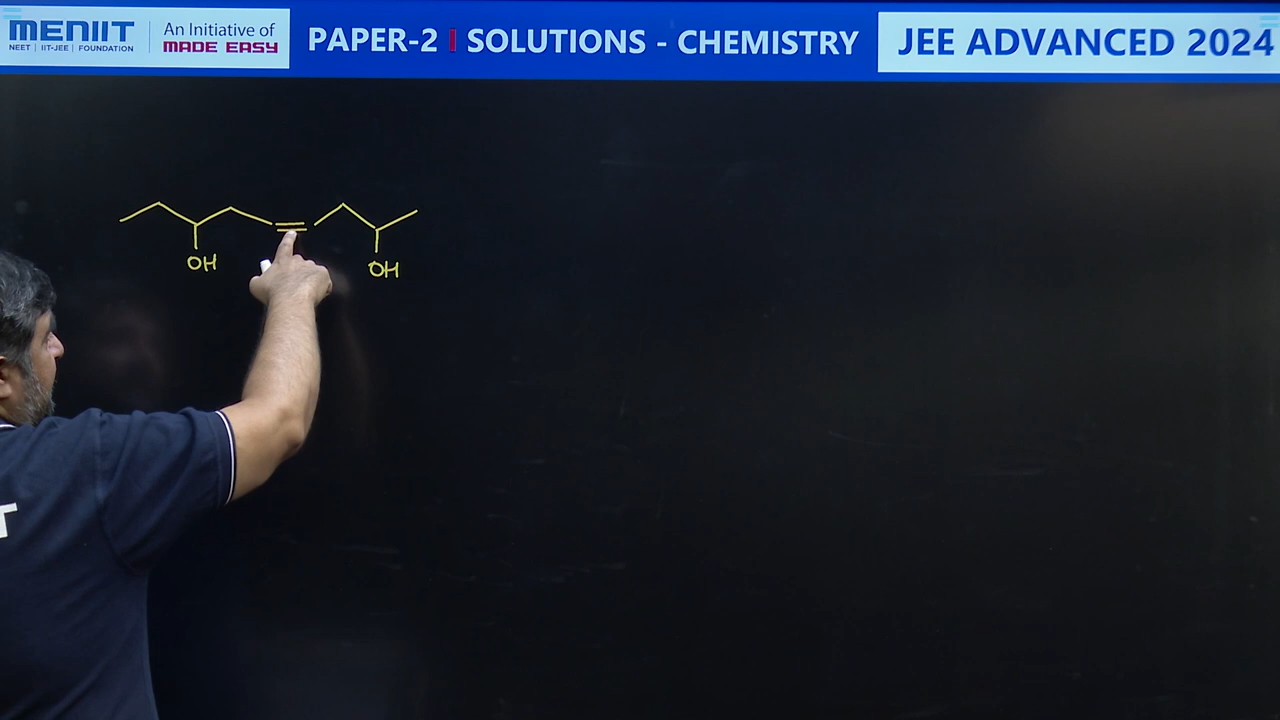 MENIIT
NEET | IIT-JEE | FOUNDATION
An Initiative of
MADE EASY
PAPER-2 | SOLUTIONS - CHEMISTRY
JEE ADVANCED 2024
OH
OH
T